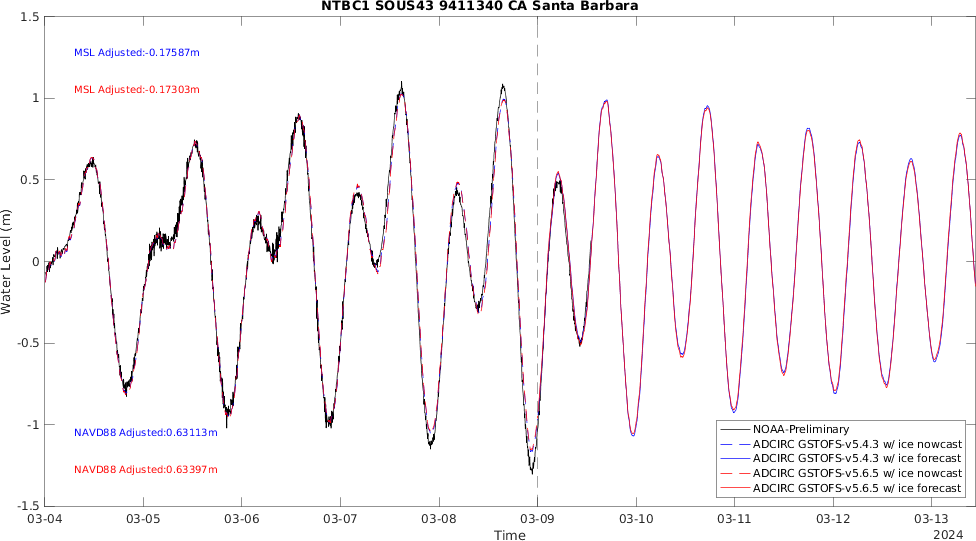 NTBC1 SOUS43 9411340 CA Santa Barbara
1.5
MSL Adjusted:-0.17587m
MSL Adjusted:-0.17303m
1
0.5
0
Water Level (m)
-0.5
-1
NAVD88 Adjusted:0.63113m
NAVD88 Adjusted:0.63397m
-1.5
NOAA-Preliminary
ADCIRC GSTOFS-v5.4.3 w/ ice nowcast
ADCIRC GSTOFS-v5.4.3 w/ ice forecast
ADCIRC GSTOFS-v5.6.5 w/ ice nowcast
ADCIRC GSTOFS-v5.6.5 w/ ice forecast
03-04 03-05 03-06 03-07 03-08 03-09 03-10 03-11 03-12 03-13
Time
2024